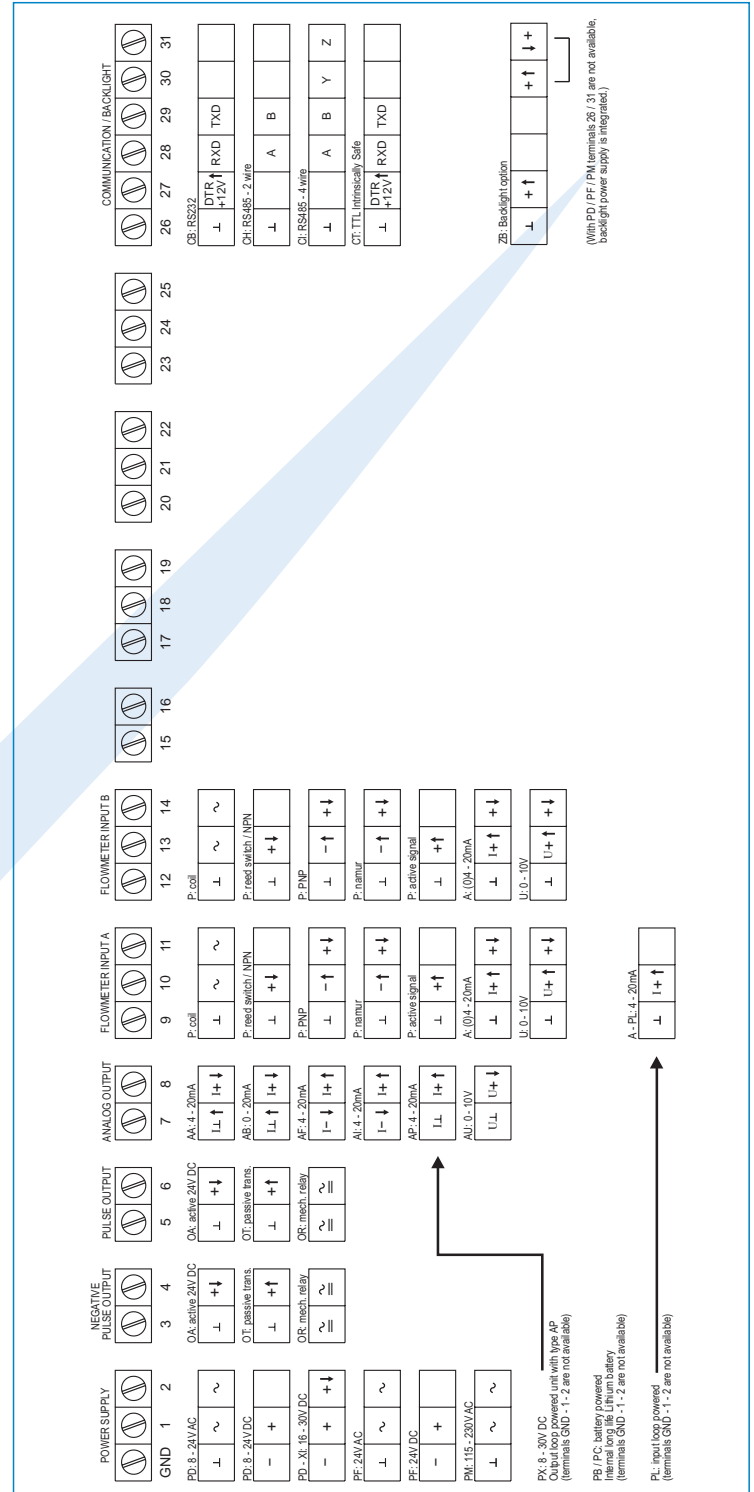 POWER SUPPLY
GND 1 2
PD: 8 - 24V AC
⊥ ~ ~
PD: 8 - 24V DC
− +
PD - XI: 16 - 30V DC
− + +↓
PF: 24V AC
⊥ ~ ~
PF: 24V DC
− +
PM: 115 - 230V AC
⊥ ~ ~
PX: 8 - 30V DC
Output loop powered unit with type AP
(terminals GND - 1 - 2 are not available)
PB / PC: battery powered
Internal long life Lithium battery
(terminals GND - 1 - 2 are not available)
PL: input loop powered
(terminals GND - 1 - 2 are not available)
NEGATIVE
PULSE OUTPUT
3 4
OA: active 24V DC
⊥ +↓
OT: passive trans.
⊥ +↑
OR: mech. relay
~= ~=
PULSE OUTPUT
5 6
OA: active 24V DC
⊥ +↓
OT: passive trans.
⊥ +↑
OR: mech. relay
~= ~=
ANALOG OUTPUT
7 8
AA: 4 - 20mA
I⊥↑ I+↓
AB: 0 - 20mA
I⊥↑ I+↓
AF: 4 - 20mA
I−↓ I+↑
AI: 4 - 20mA
I−↓ I+↑
AP: 4 - 20mA
I⊥ I+↑
AU: 0 - 10V
U⊥ U+↓
FLOWMETER INPUT A
9 10 11
P: coil
⊥ ~ ~
P: reed switch / NPN
⊥ +↓
P: PNP
⊥ −↑ +↓
P: namur
⊥ −↑ +↓
P: active signal
⊥ +↑
A: (0)4 - 20mA
⊥ I+↑ +↓
U: 0 - 10V
⊥ U+↑ +↓
A - PL: 4 - 20mA
⊥ I+↑
FLOWMETER INPUT B
12 13 14
P: coil
⊥ ~ ~
P: reed switch / NPN
⊥ +↓
P: PNP
⊥ −↑ +↓
P: namur
⊥ −↑ +↓
P: active signal
⊥ +↑
A: (0)4 - 20mA
⊥ I+↑ +↓
U: 0 - 10V
⊥ U+↑ +↓
15 16
17 18 19
20 21 22
23 24 25
COMMUNICATION / BACKLIGHT
26 27 28 29 30 31
CB: RS232
⊥ DTR +12V↑ RXD TXD
CH: RS485 - 2 wire
⊥ A B
CI: RS485 - 4 wire
⊥ A B Y Z
CT: TTL Intrinsically Safe
⊥ DTR +12V↑ RXD TXD
ZB: Backlight option
⊥ +↑ +↑ ↓+
(With PD / PF / PM terminals 26 / 31 are not available,
backlight power supply is integrated.)